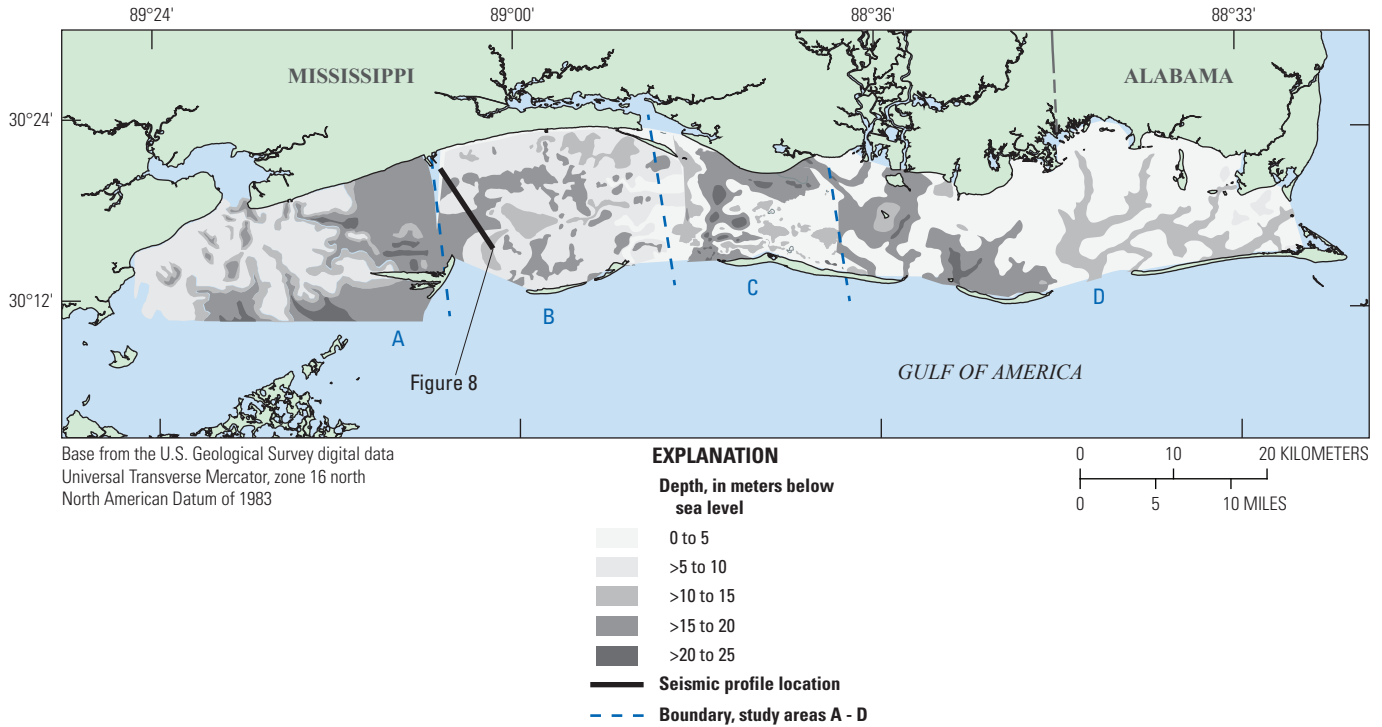 89°24' 89°00' 88°36' 88°33'
MISSISSIPPI ALABAMA
30°24'
30°12'
A B C D
Figure 8
GULF OF AMERICA
Base from the U.S. Geological Survey digital data
Universal Transverse Mercator, zone 16 north
North American Datum of 1983
EXPLANATION
Depth, in meters below
sea level
0 to 5
>5 to 10
>10 to 15
>15 to 20
>20 to 25
Seismic profile location
Boundary, study areas A - D
0 10 20 KILOMETERS
0 5 10 MILES